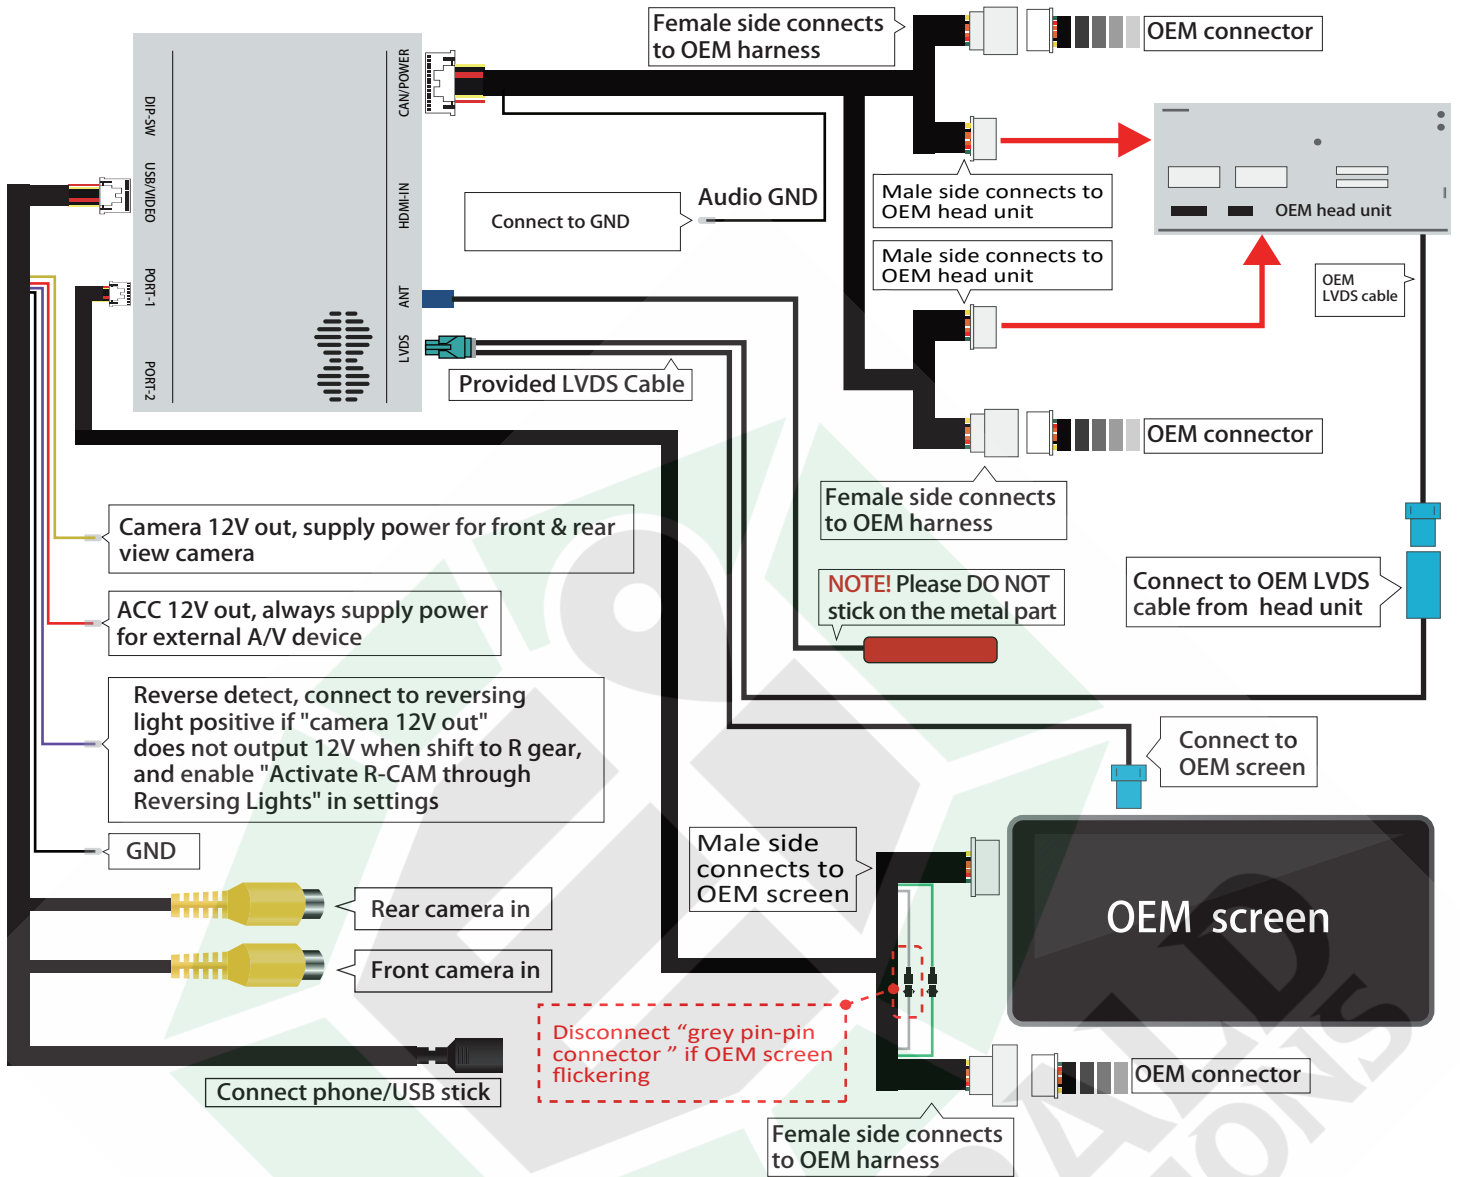 Female side connects
to OEM harness
OEM connector
CAN/POWER
DIP-SW
USB/VIDEO
HDMI-IN
PORT-1
ANT
PORT-2
LVDS
Audio GND
Connect to GND
Male side connects to
OEM head unit
Male side connects to
OEM head unit
OEM head unit
OEM
LVDS cable
Provided LVDS Cable
OEM connector
Female side connects
to OEM harness
Camera 12V out, supply power for front & rear
view camera
NOTE! Please DO NOT
stick on the metal part
Connect to OEM LVDS
cable from head unit
ACC 12V out, always supply power
for external A/V device
Reverse detect, connect to reversing
light positive if "camera 12V out"
does not output 12V when shift to R gear,
and enable "Activate R-CAM through
Reversing Lights" in settings
Connect to
OEM screen
GND
Male side
connects to
OEM screen
OEM screen
Rear camera in
Front camera in
Disconnect “grey pin-pin
connector ” if OEM screen
flickering
Connect phone/USB stick
OEM connector
Female side connects
to OEM harness